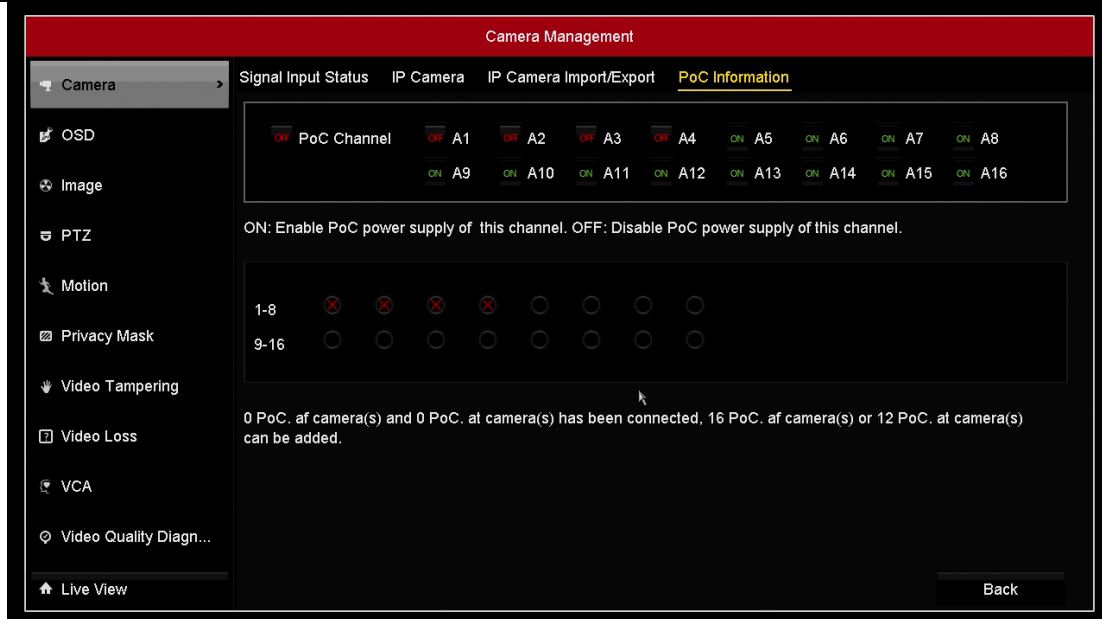 Camera Management
Camera
Signal Input Status IP Camera IP Camera Import/Export PoC Information
OSD
Image
PTZ
Motion
Privacy Mask
Video Tampering
? Video Loss
VCA
Video Quality Diagn...
Live View
OFF PoC Channel OFF A1 OFF A2 OFF A3 OFF A4 ON A5 ON A6 ON A7 ON A8
ON A9 ON A10 ON A11 ON A12 ON A13 ON A14 ON A15 ON A16
ON: Enable PoC power supply of this channel. OFF: Disable PoC power supply of this channel.
1-8
9-16
0 PoC. af camera(s) and 0 PoC. at camera(s) has been connected, 16 PoC. af camera(s) or 12 PoC. at camera(s)
can be added.
Back